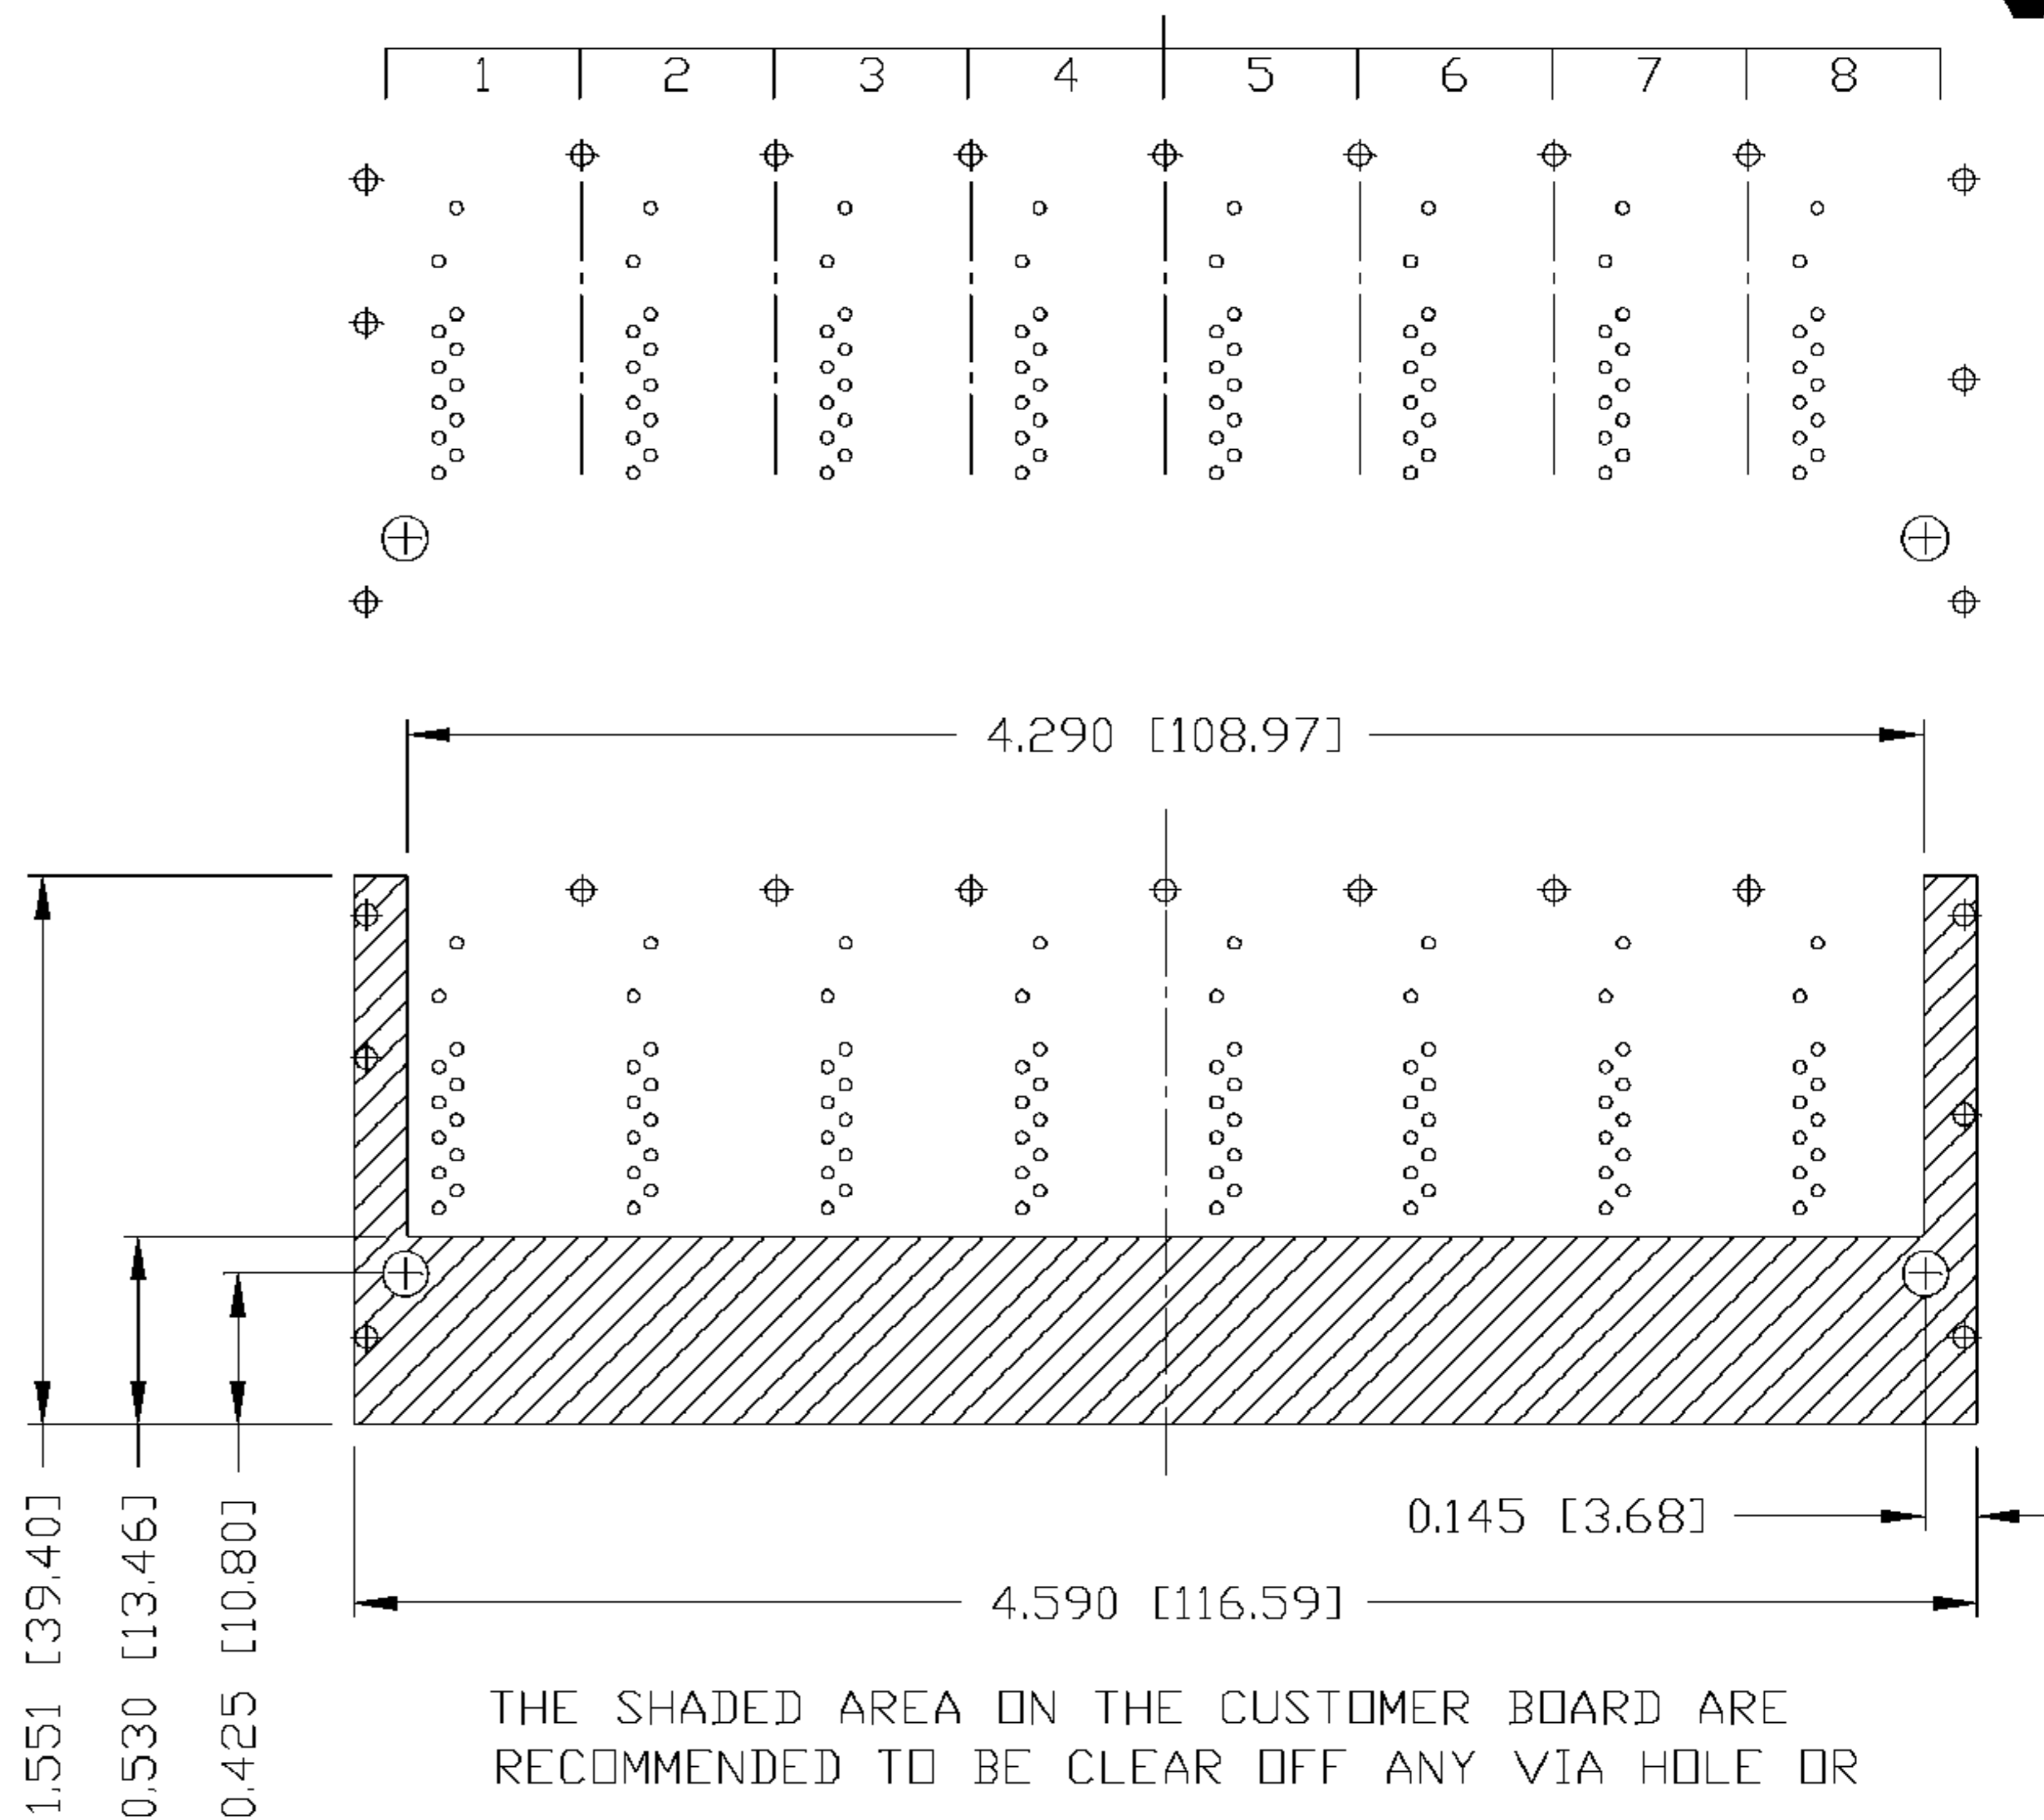 1 2 3 4 5 6 7 8
4.290 [108.97]
1.551 [39.40]
0.530 [13.46]
0.425 [10.80]
0.145 [3.68]
4.590 [116.59]
THE SHADED AREA ON THE CUSTOMER BOARD ARE
RECOMMENDED TO BE CLEAR OFF ANY VIA HOLE OR